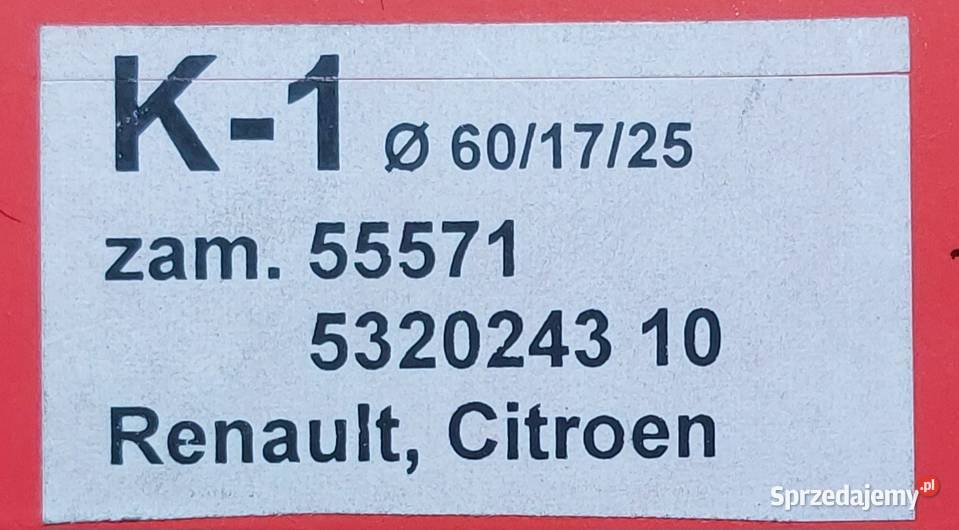 K-1 Ø 60/17/25
zam. 55571
5320243 10
Renault, Citroen
Sprzedajemy.pl